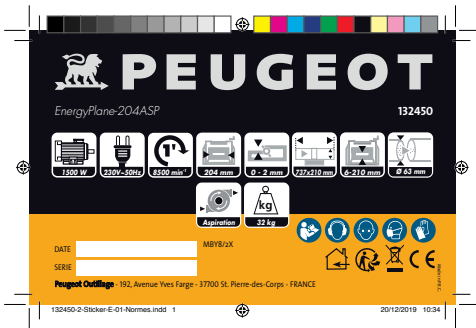 PEUGEOT
EnergyPlane-204ASP
132450
1500 W
230V~50Hz
1'
8500 min⁻¹
204 mm
0 - 2 mm
737x210 mm
6-210 mm
Ø 63 mm
Aspiration
kg
32 kg
DATE
MBY8/2X
SERIE
Peugeot Outillage - 192, Avenue Yves Farge - 37700 St. Pierre-des-Corps - FRANCE
CE
132450-2-Sticker-E-01-Normes.indd 1
20/12/2019 10:34